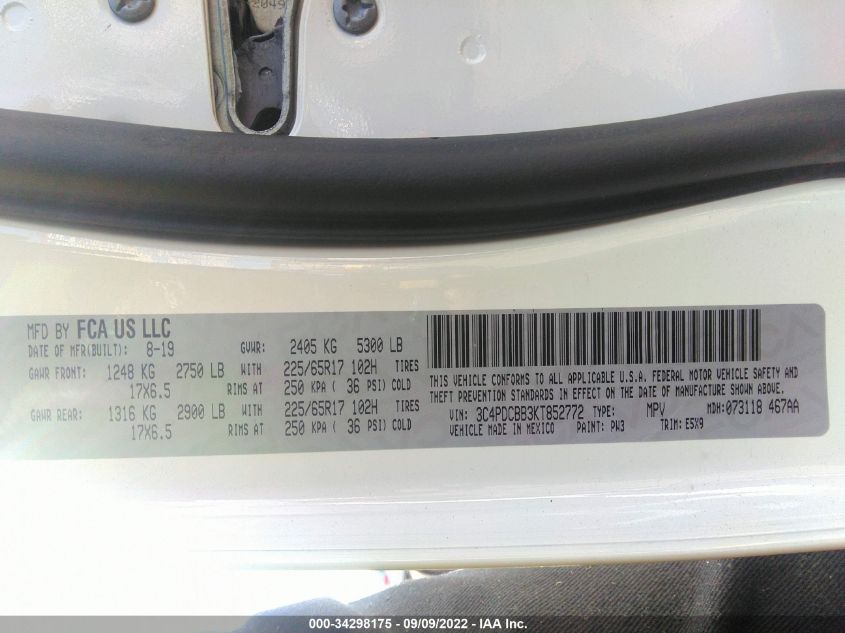 2049
MFD BY FCA US LLC
DATE OF MFR(BUILT): 8-19 GVWR: 2405 KG 5300 LB
GAWR FRONT: 1248 KG 2750 LB WITH 225/65R17 102H TIRES
17X6.5 RIMS AT 250 KPA ( 36 PSI) COLD
GAWR REAR: 1316 KG 2900 LB WITH 225/65R17 102H TIRES
17X6.5 RIMS AT 250 KPA ( 36 PSI) COLD
THIS VEHICLE CONFORMS TO ALL APPLICABLE U.S.A. FEDERAL MOTOR VEHICLE SAFETY AND
THEFT PREVENTION STANDARDS IN EFFECT ON THE DATE OF MANUFACTURE SHOWN ABOVE.
VIN: 3C4PDCBB3KT852772 TYPE: MPV MDH:073118 467AA
VEHICLE MADE IN MEXICO PAINT: PW3 TRIM: E5X9
000-34298175 - 09/09/2022 - IAA Inc.